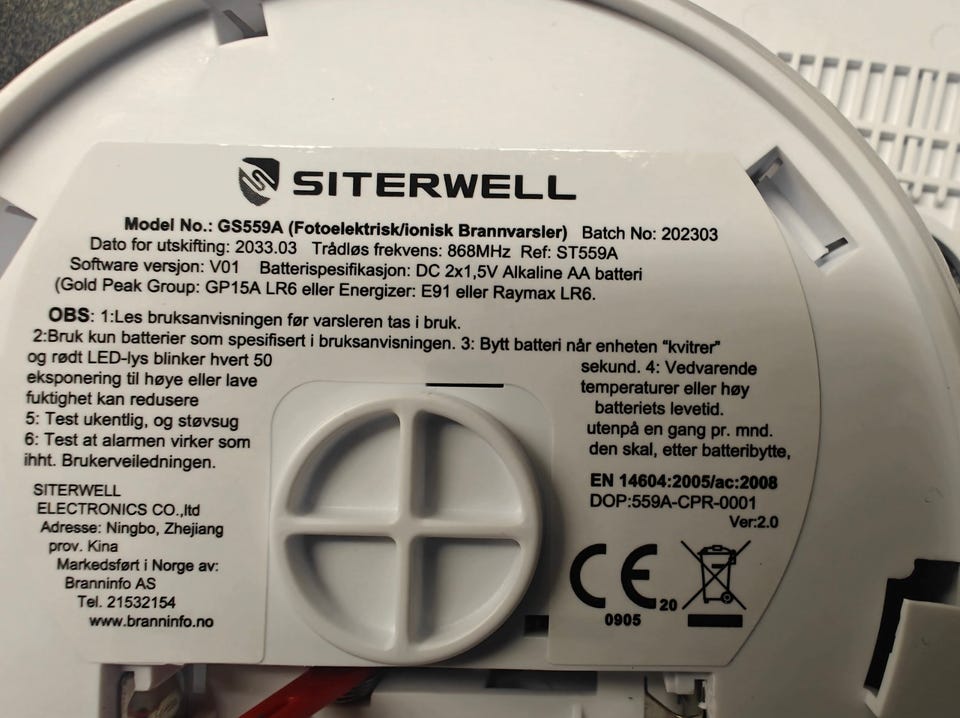 SITERWELL
Model No.: GS559A (Fotoelektrisk/ionisk Brannvarsler) Batch No: 202303
Dato for utskifting: 2033.03 Trådløs frekvens: 868MHz Ref: ST559A
Software versjon: V01 Batterispesifikasjon: DC 2x1,5V Alkaline AA batteri
(Gold Peak Group: GP15A LR6 eller Energizer: E91 eller Raymax LR6.
OBS: 1:Les bruksanvisningen før varsleren tas i bruk.
2:Bruk kun batterier som spesifisert i bruksanvisningen. 3: Bytt batteri når enheten “kvitrer”
og rødt LED-lys blinker hvert 50 sekund. 4: Vedvarende
eksponering til høye eller lave temperaturer eller høy
fuktighet kan redusere batteriets levetid.
5: Test ukentlig, og støvsug utenpå en gang pr. mnd.
6: Test at alarmen virker som den skal, etter batteribytte,
ihht. Brukerveiledningen.
SITERWELL
ELECTRONICS CO.,ltd
Adresse: Ningbo, Zhejiang
prov. Kina
Markedsført i Norge av:
Branninfo AS
Tel. 21532154
www.branninfo.no
EN 14604:2005/ac:2008
DOP:559A-CPR-0001
Ver:2.0
CE 20
0905